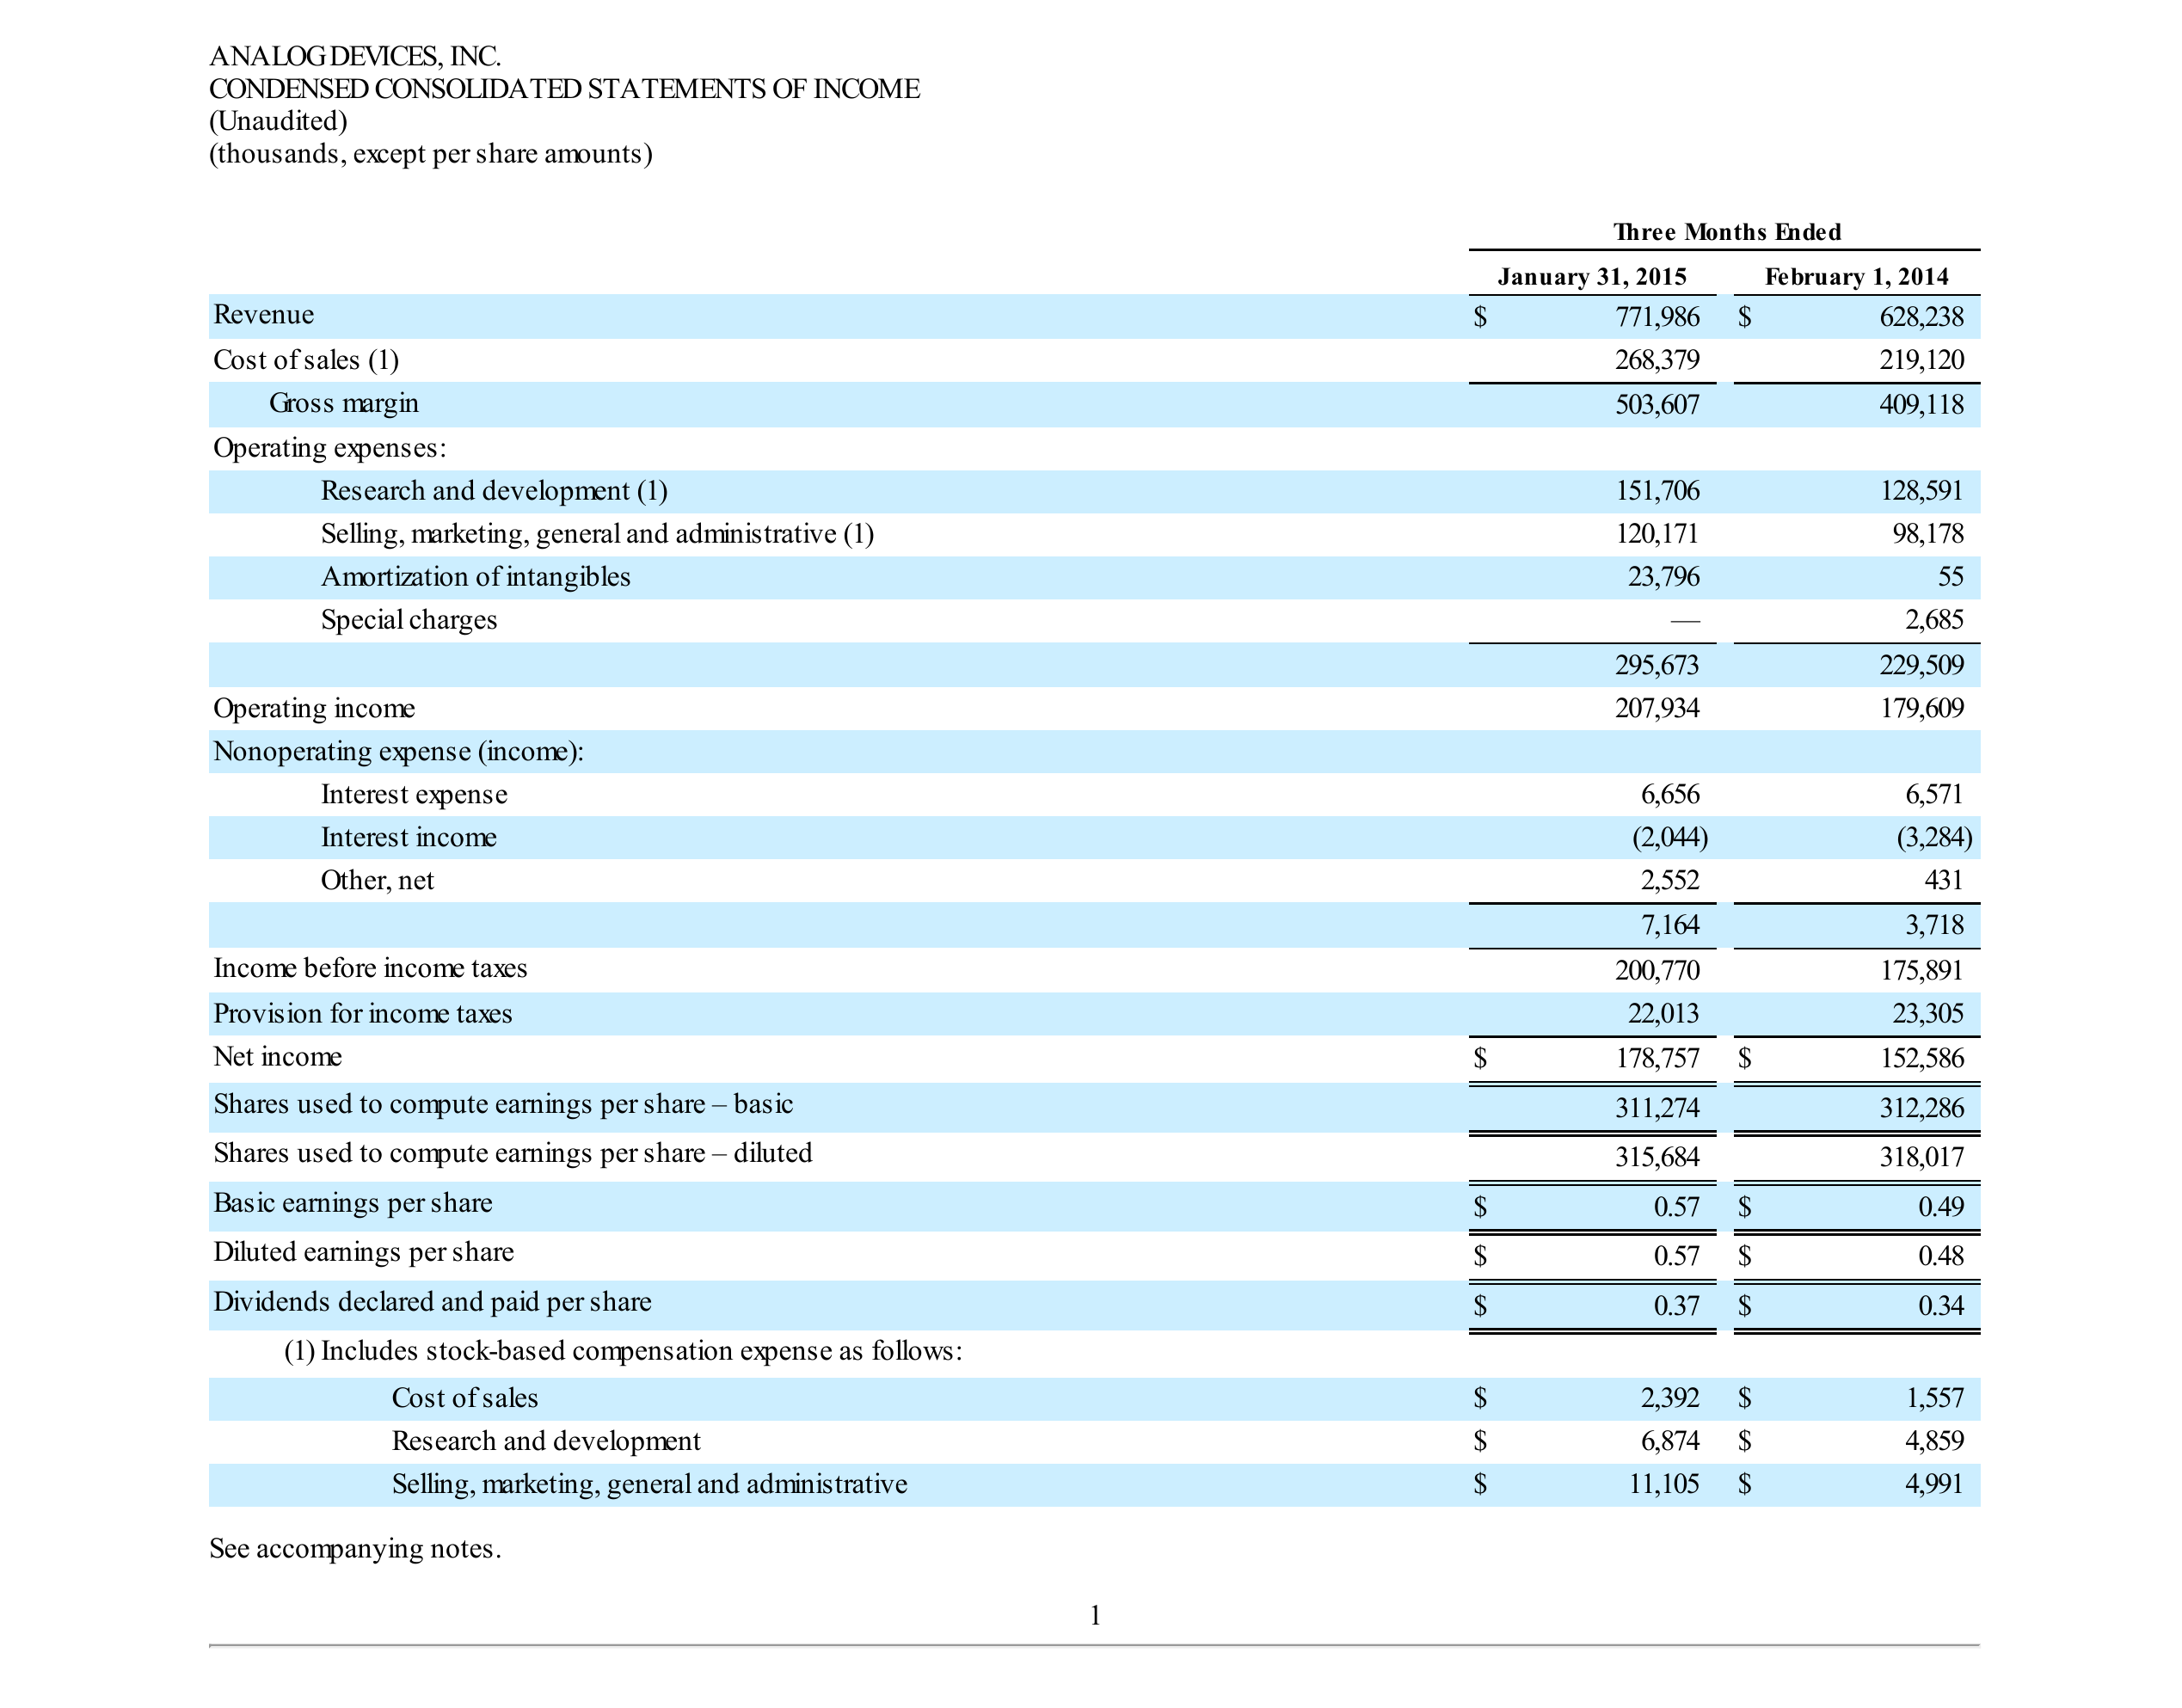 ANALOG DEVICES, INC.
CONDENSED CONSOLIDATED STATEMENTS OF INCOME
(Unaudited)
(thousands, except per share amounts)
Three Months Ended
January 31, 2015 February 1, 2014
Revenue $ 771,986 $ 628,238
Cost of sales (1) 268,379 219,120
Gross margin 503,607 409,118
Operating expenses:
Research and development (1) 151,706 128,591
Selling, marketing, general and administrative (1) 120,171 98,178
Amortization of intangibles 23,796 55
Special charges — 2,685
295,673 229,509
Operating income 207,934 179,609
Nonoperating expense (income):
Interest expense 6,656 6,571
Interest income (2,044) (3,284)
Other, net 2,552 431
7,164 3,718
Income before income taxes 200,770 175,891
Provision for income taxes 22,013 23,305
Net income $ 178,757 $ 152,586
Shares used to compute earnings per share – basic 311,274 312,286
Shares used to compute earnings per share – diluted 315,684 318,017
Basic earnings per share $ 0.57 $ 0.49
Diluted earnings per share $ 0.57 $ 0.48
Dividends declared and paid per share $ 0.37 $ 0.34
(1) Includes stock-based compensation expense as follows:
Cost of sales $ 2,392 $ 1,557
Research and development $ 6,874 $ 4,859
Selling, marketing, general and administrative $ 11,105 $ 4,991
See accompanying notes.
1